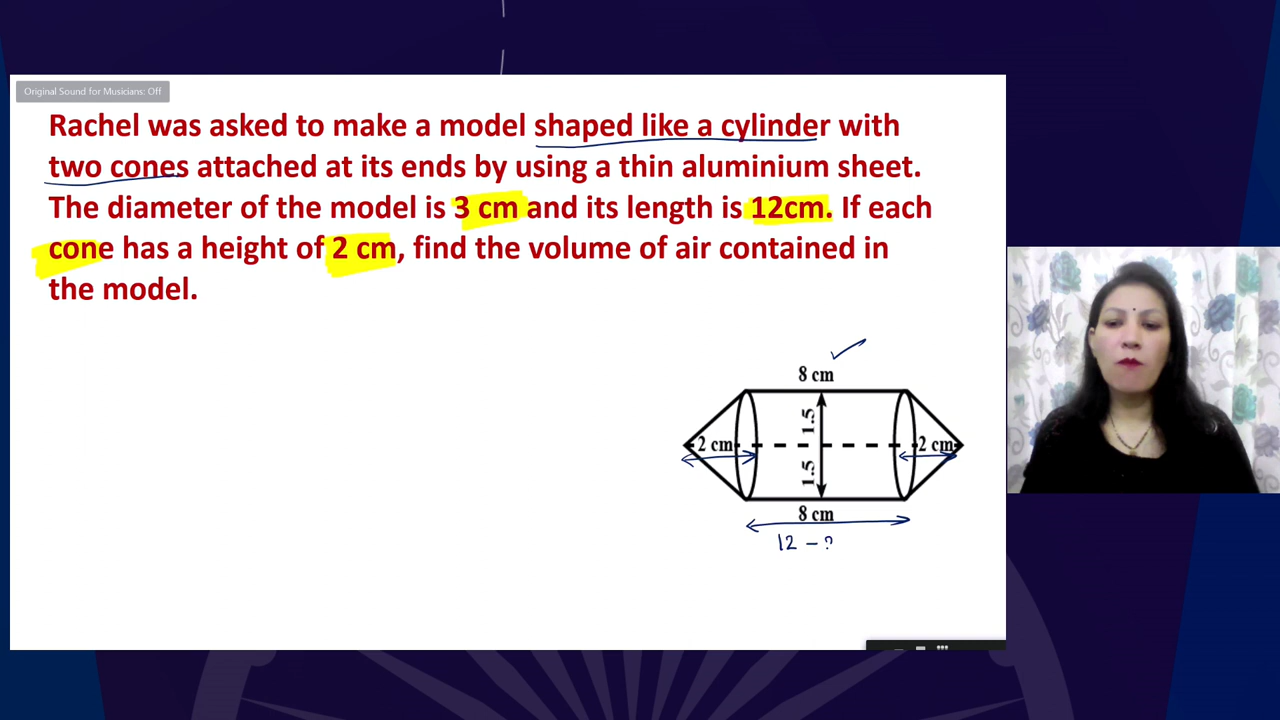 Original Sound for Musicians: Off
Rachel was asked to make a model shaped like a cylinder with
two cones attached at its ends by using a thin aluminium sheet.
The diameter of the model is 3 cm and its length is 12cm. If each
cone has a height of 2 cm, find the volume of air contained in
the model.
8 cm
1.5
2 cm
2 cm
1.5
8 cm
12 - ?